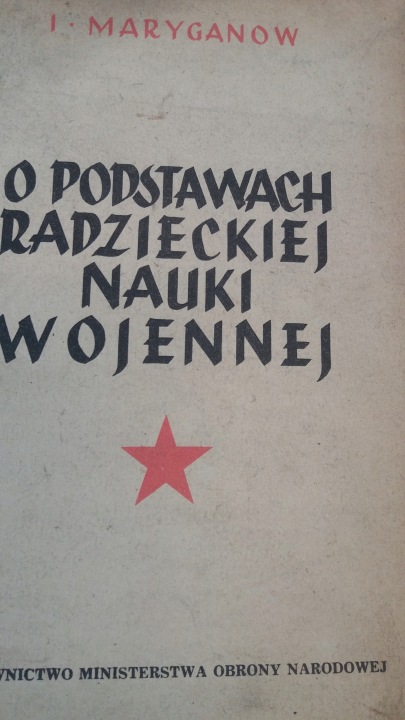 I. MARYGANOW
O PODSTAWACH
RADZIECKIEJ
NAUKI
WOJENNEJ
WNICTWO MINISTERSTWA OBRONY NARODOWEJ